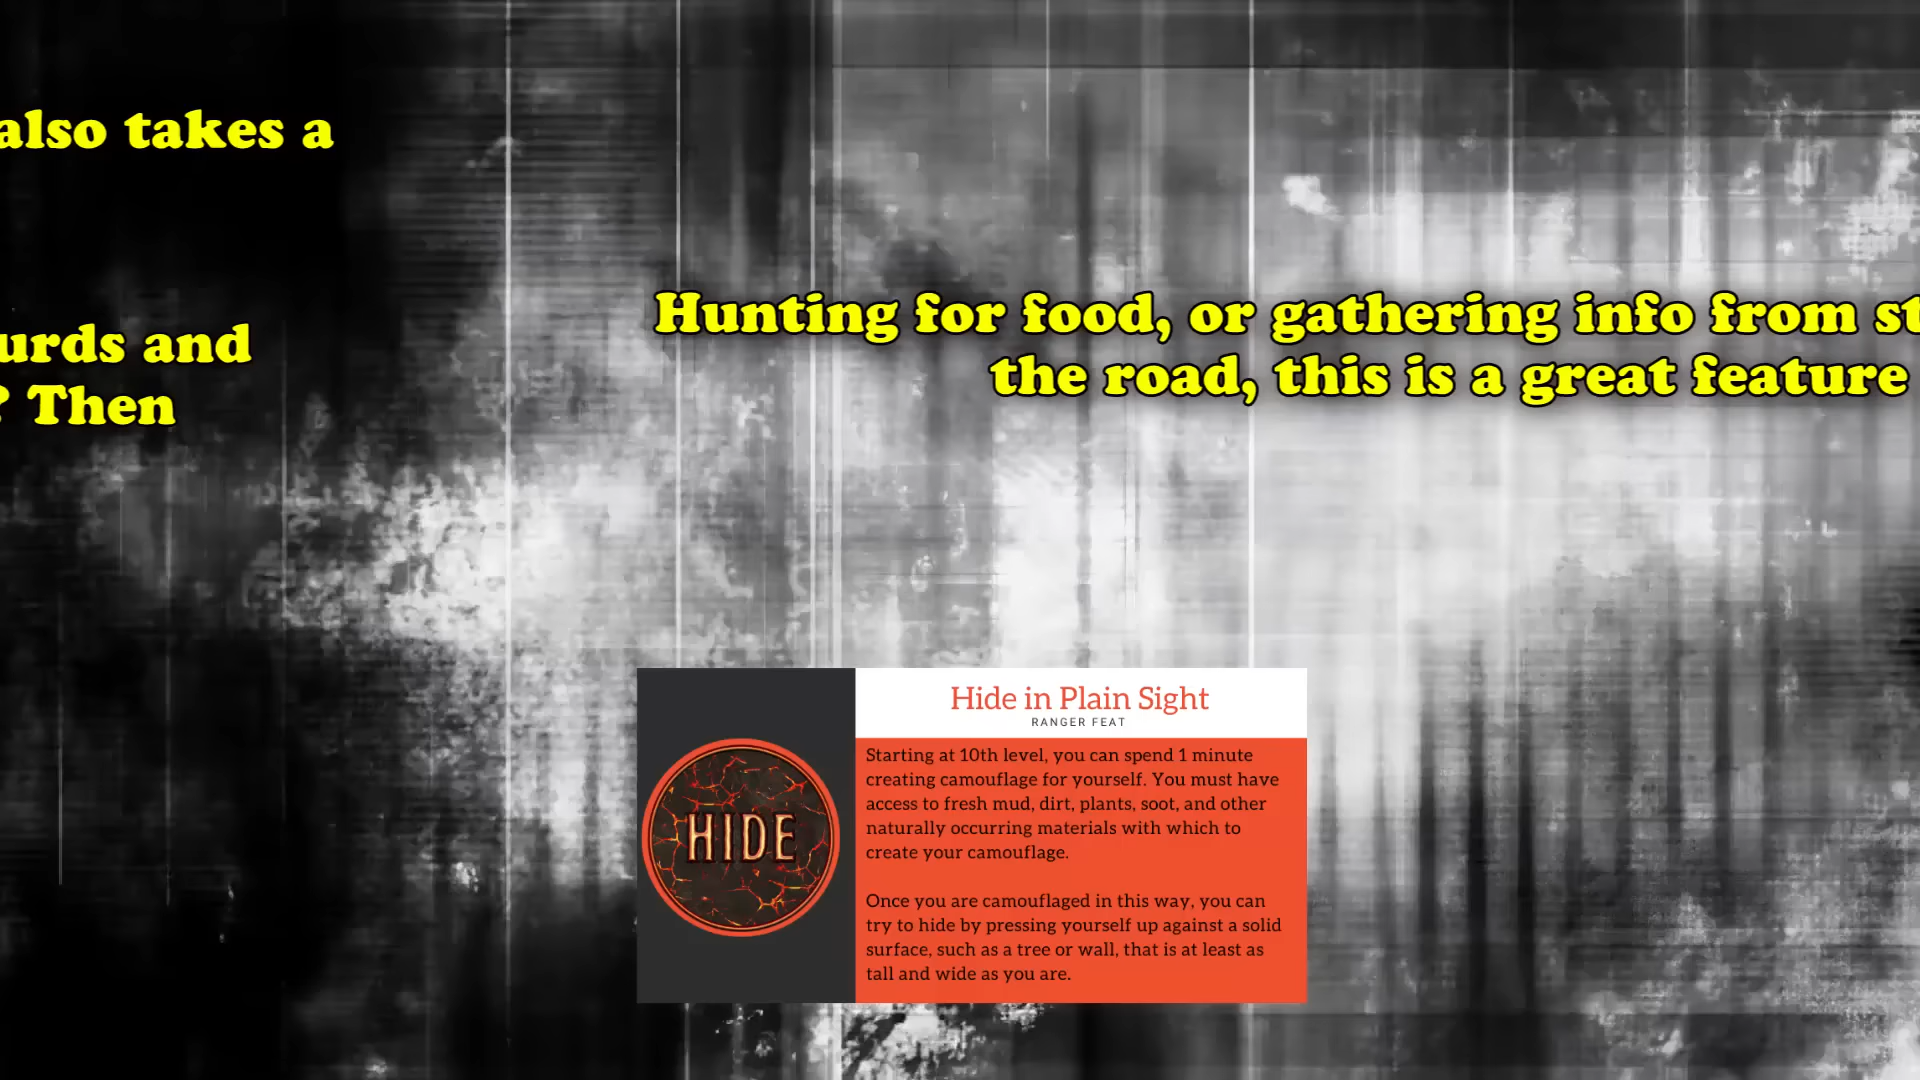 also takes a
urds and
? Then
Hunting for food, or gathering info from st
the road, this is a great feature
Hide in Plain Sight
RANGER FEAT
HIDE
Starting at 10th level, you can spend 1 minute
creating camouflage for yourself. You must have
access to fresh mud, dirt, plants, soot, and other
naturally occurring materials with which to
create your camouflage.
Once you are camouflaged in this way, you can
try to hide by pressing yourself up against a solid
surface, such as a tree or wall, that is at least as
tall and wide as you are.